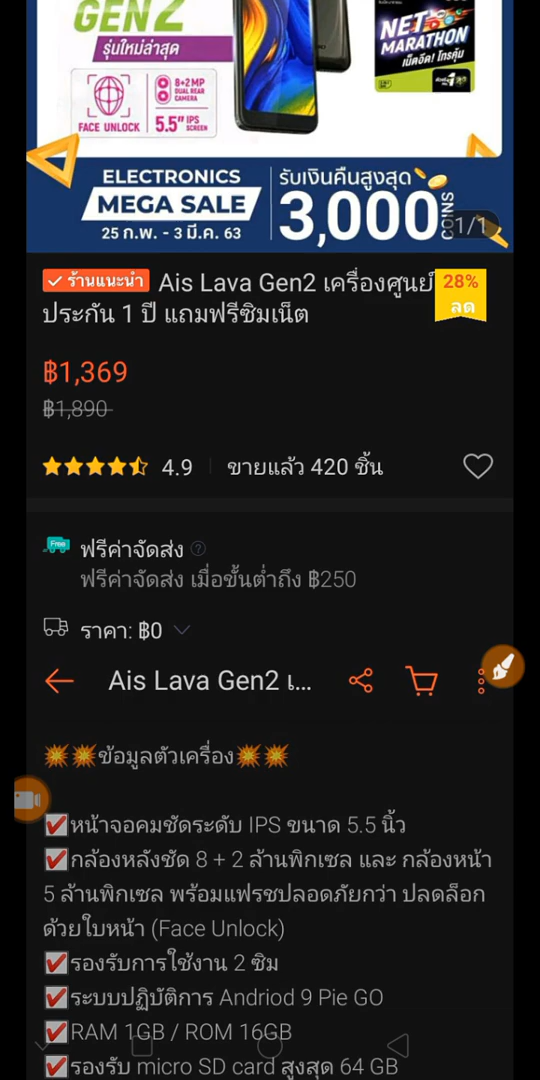 GEN2
รุ่นใหม่ล่าสุด
8+2MP
DUAL REAR
CAMERA
FACE UNLOCK
5.5" IPS
SCREEN
NET
MARATHON
เน็ตอึด! โทรคุ้ม
ELECTRONICS
MEGA SALE
25 ก.พ. - 3 มี.ค. 63
รับเงินคืนสูงสุด
3,000
COINS
1/1
ร้านแนะนำ Ais Lava Gen2 เครื่องศูนย์
ประกัน 1 ปี แถมฟรีซิมเน็ต
28%
ลด
฿1,369
฿1,890
4.9
ขายแล้ว 420 ชิ้น
Free
ฟรีค่าจัดส่ง ?
ฟรีค่าจัดส่ง เมื่อขั้นต่ำถึง ฿250
ราคา: ฿0
Ais Lava Gen2 เ...
💥💥ข้อมูลตัวเครื่อง💥💥
หน้าจอคมชัดระดับ IPS ขนาด 5.5 นิ้ว
กล้องหลังชัด 8 + 2 ล้านพิกเซล และ กล้องหน้า
5 ล้านพิกเซล พร้อมแฟรชปลอดภัยกว่า ปลดล็อก
ด้วยใบหน้า (Face Unlock)
รองรับการใช้งาน 2 ซิม
ระบบปฏิบัติการ Andriod 9 Pie GO
RAM 1GB / ROM 16GB
รองรับ micro SD card สูงสุด 64 GB